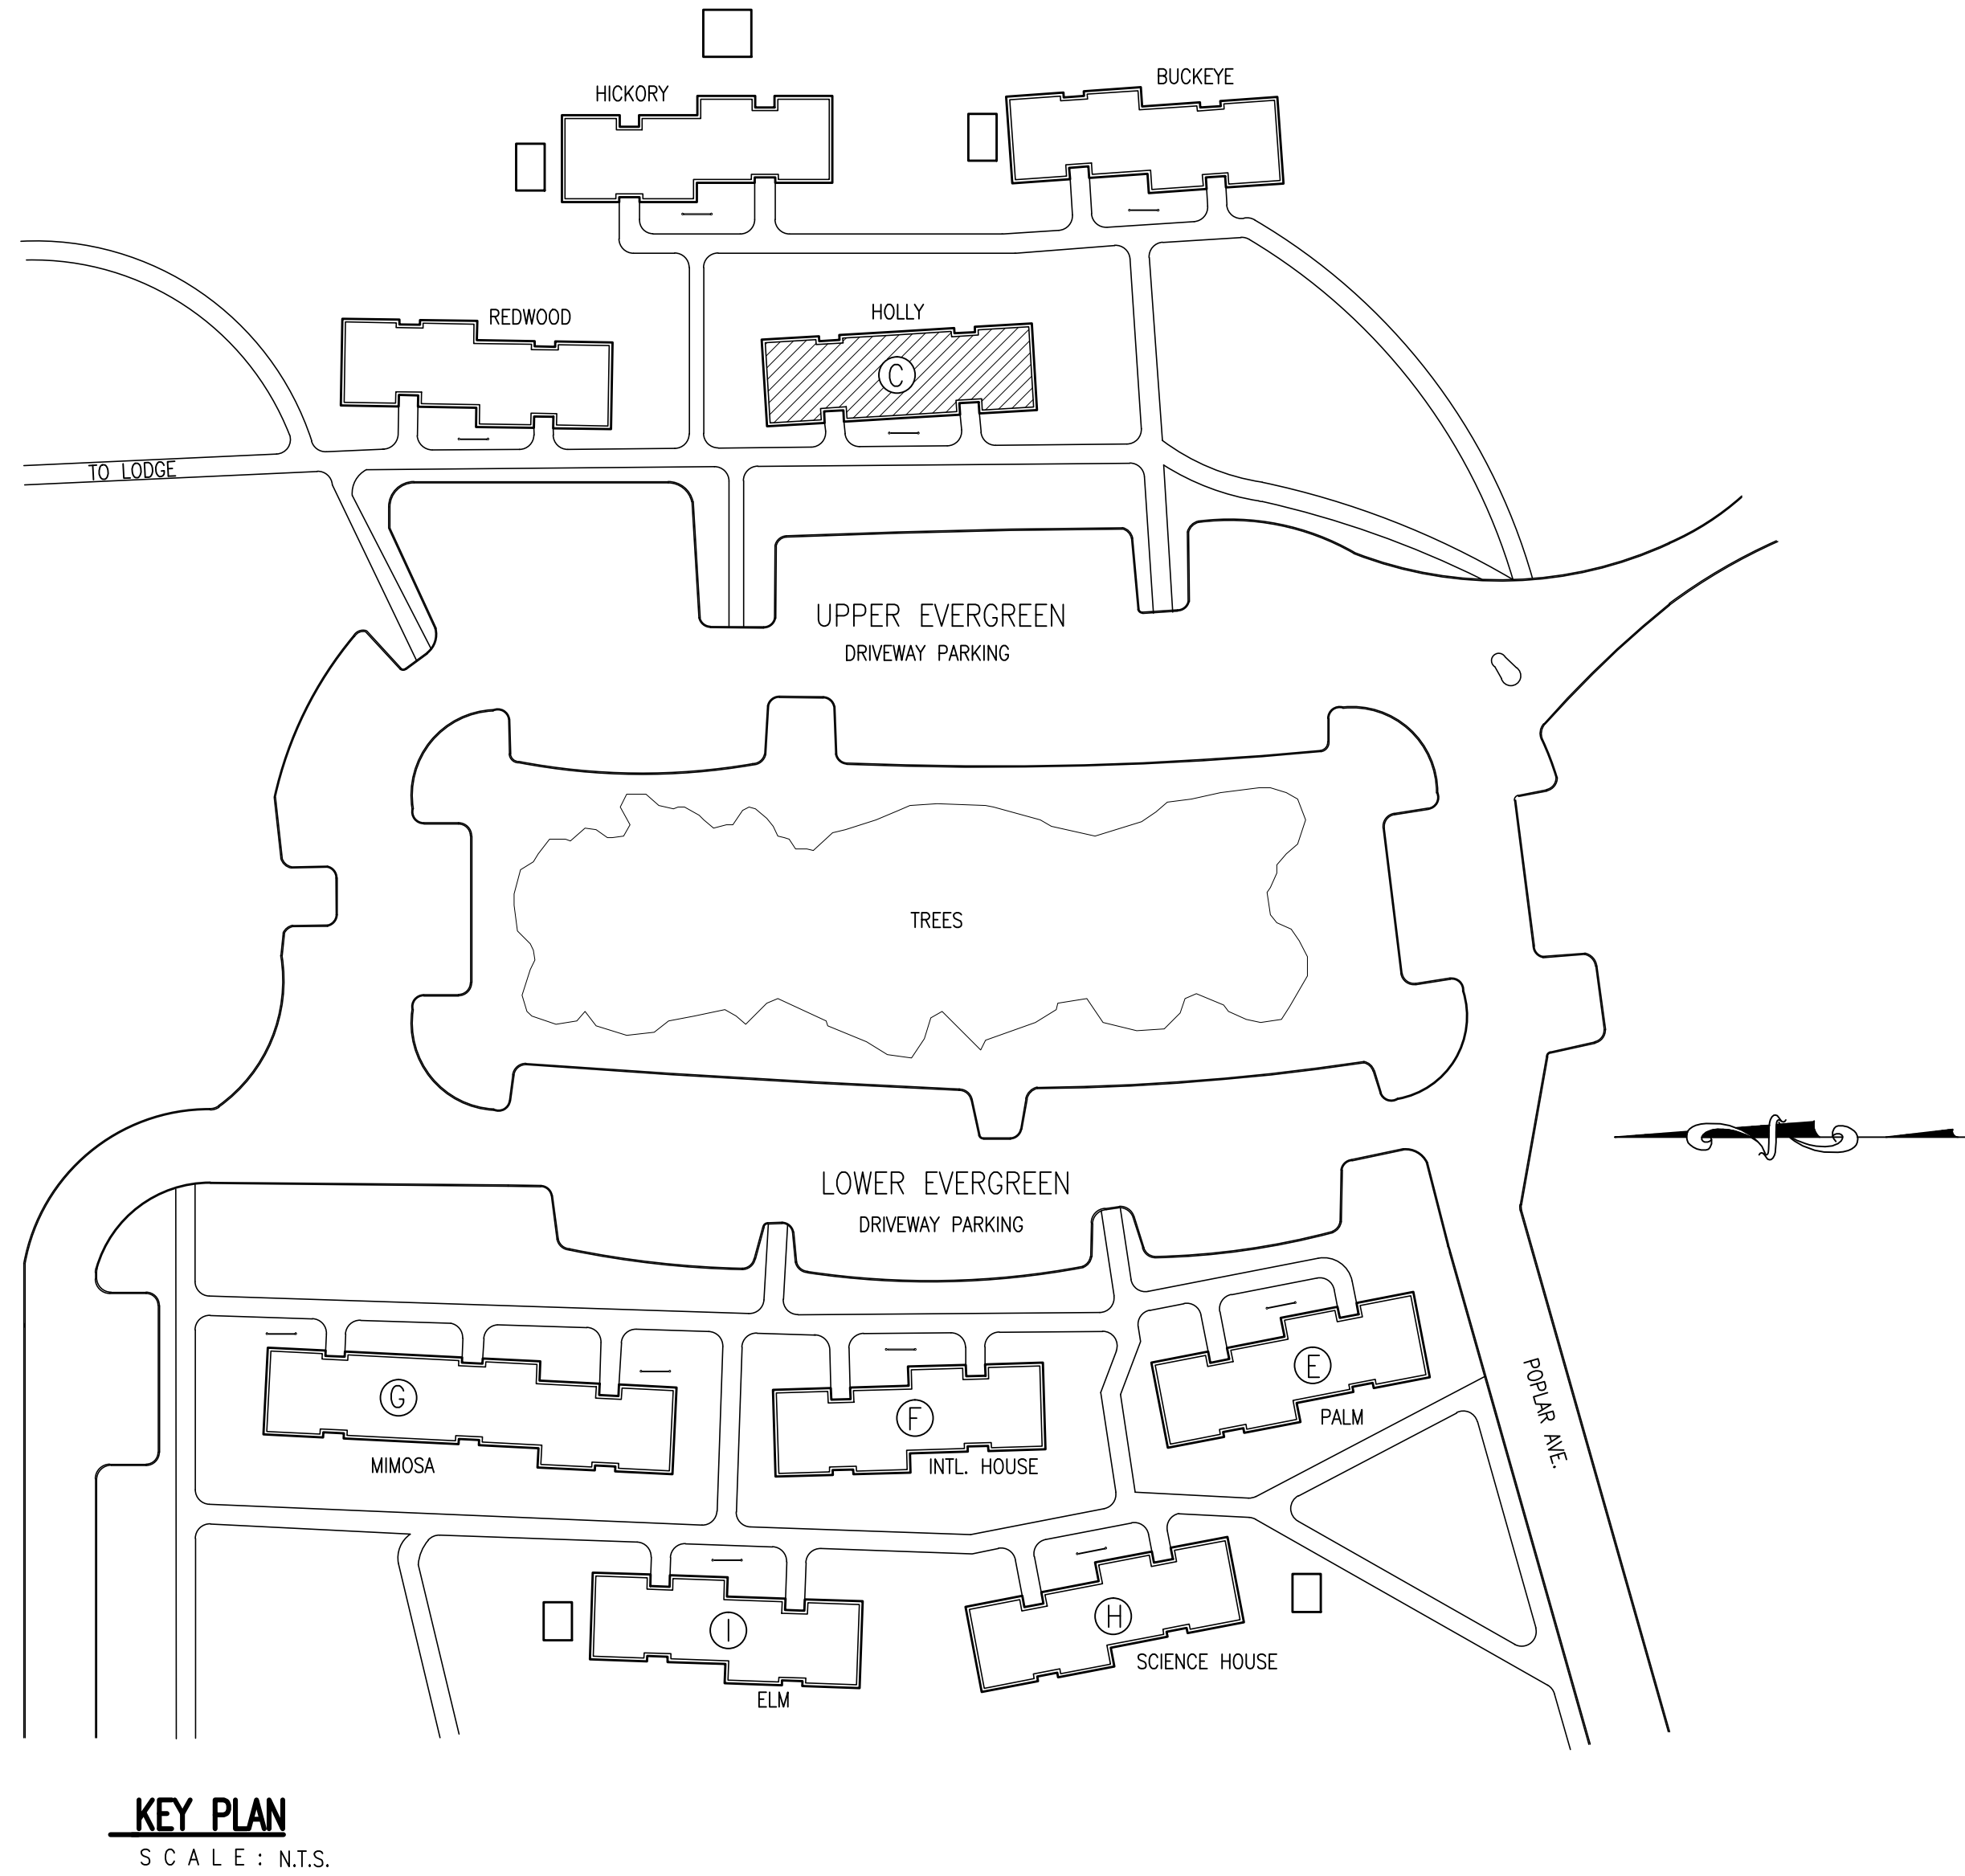 BUCKEYE
HICKORY
REDWOOD
HOLLY
C
TO LODGE
UPPER EVERGREEN
DRIVEWAY PARKING
TREES
N
LOWER EVERGREEN
DRIVEWAY PARKING
G
F
E
MIMOSA
INTL. HOUSE
PALM
POPLAR AVE.
I
H
ELM
SCIENCE HOUSE
KEY PLAN
SCALE: N.T.S.